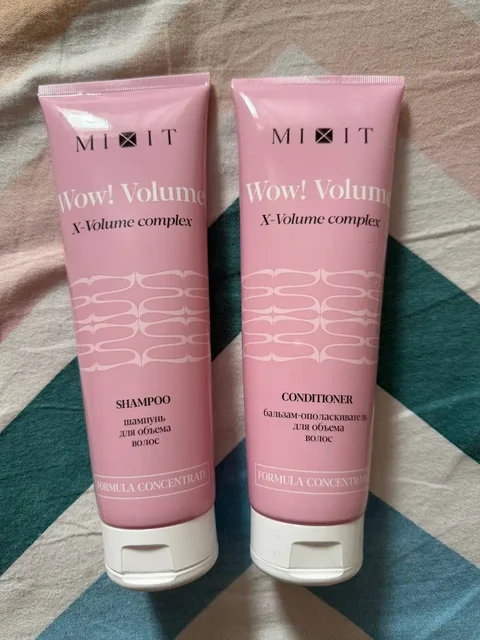 MIXIT
Wow! Volume
X-Volume complex
SHAMPOO
шампунь
для объема
волос
FORMULA CONCENTRATE
MIXIT
Wow! Volume
X-Volume complex
CONDITIONER
бальзам-ополаскиватель
для объема
волос
FORMULA CONCENTRATE